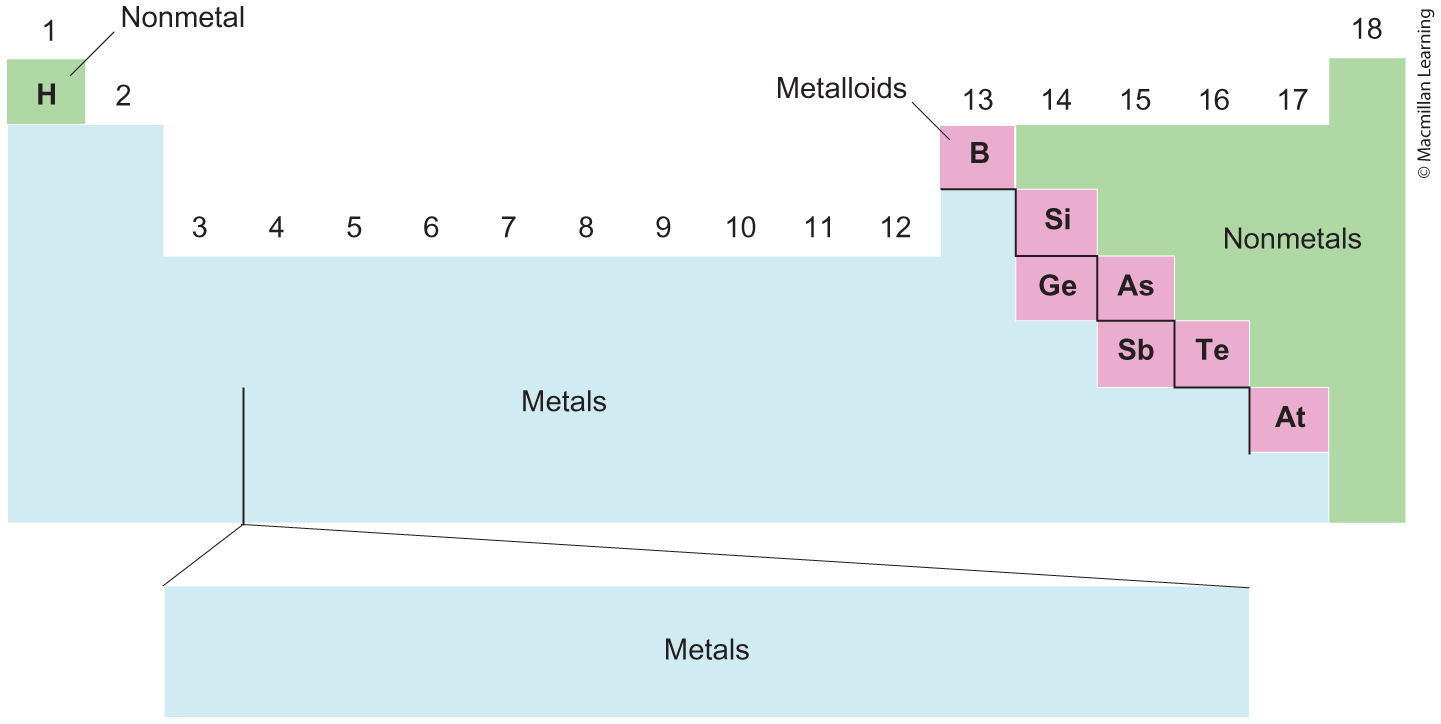 1
Nonmetal
18
© Macmillan Learning
H
2
Metalloids
13
14
15
16
17
B
3
4
5
6
7
8
9
10
11
12
Si
Nonmetals
Ge
As
Sb
Te
Metals
At
Metals